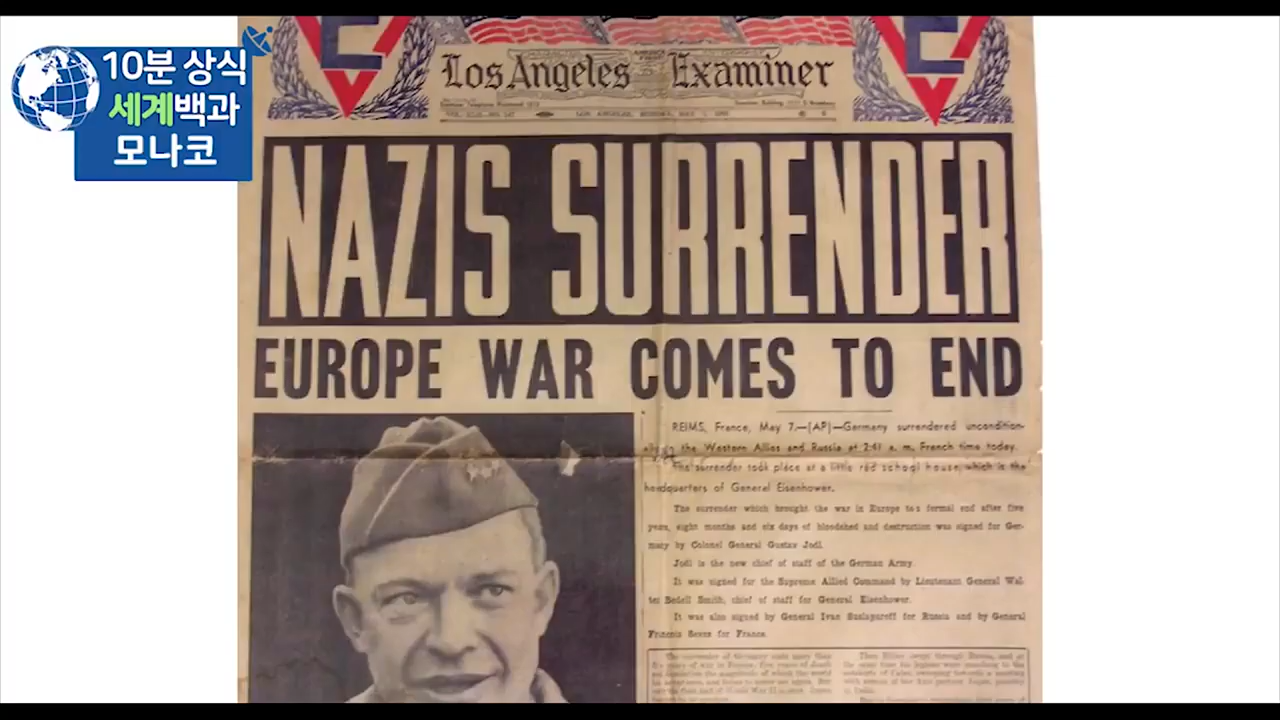 10분 상식
세계백과
모나코
E
E
Los Angeles Examiner
NAZIS SURRENDER
EUROPE WAR COMES TO END
REIMS, France, May 7.—(AP)—Germany surrendered uncondition-
the Western Allies and Russia at 2:41 a. m. French time today.
The surrender took place at a little red school house, which is the
headquarters of General Eisenhower.
The surrender which brought the war in Europe to a formal end after five
years, eight months and six days of bloodshed and destruction was signed for Ger-
many by Colonel General Gustav Jodl.
Jodl is the new chief of staff of the German Army.
It was signed for the Supreme Allied Command by Lieutenant General Wal-
ter Bedell Smith, chief of staff for General Eisenhower.
It was also signed by General Ivan Suslapareff for Russia and by General
Francois Sevez for France.